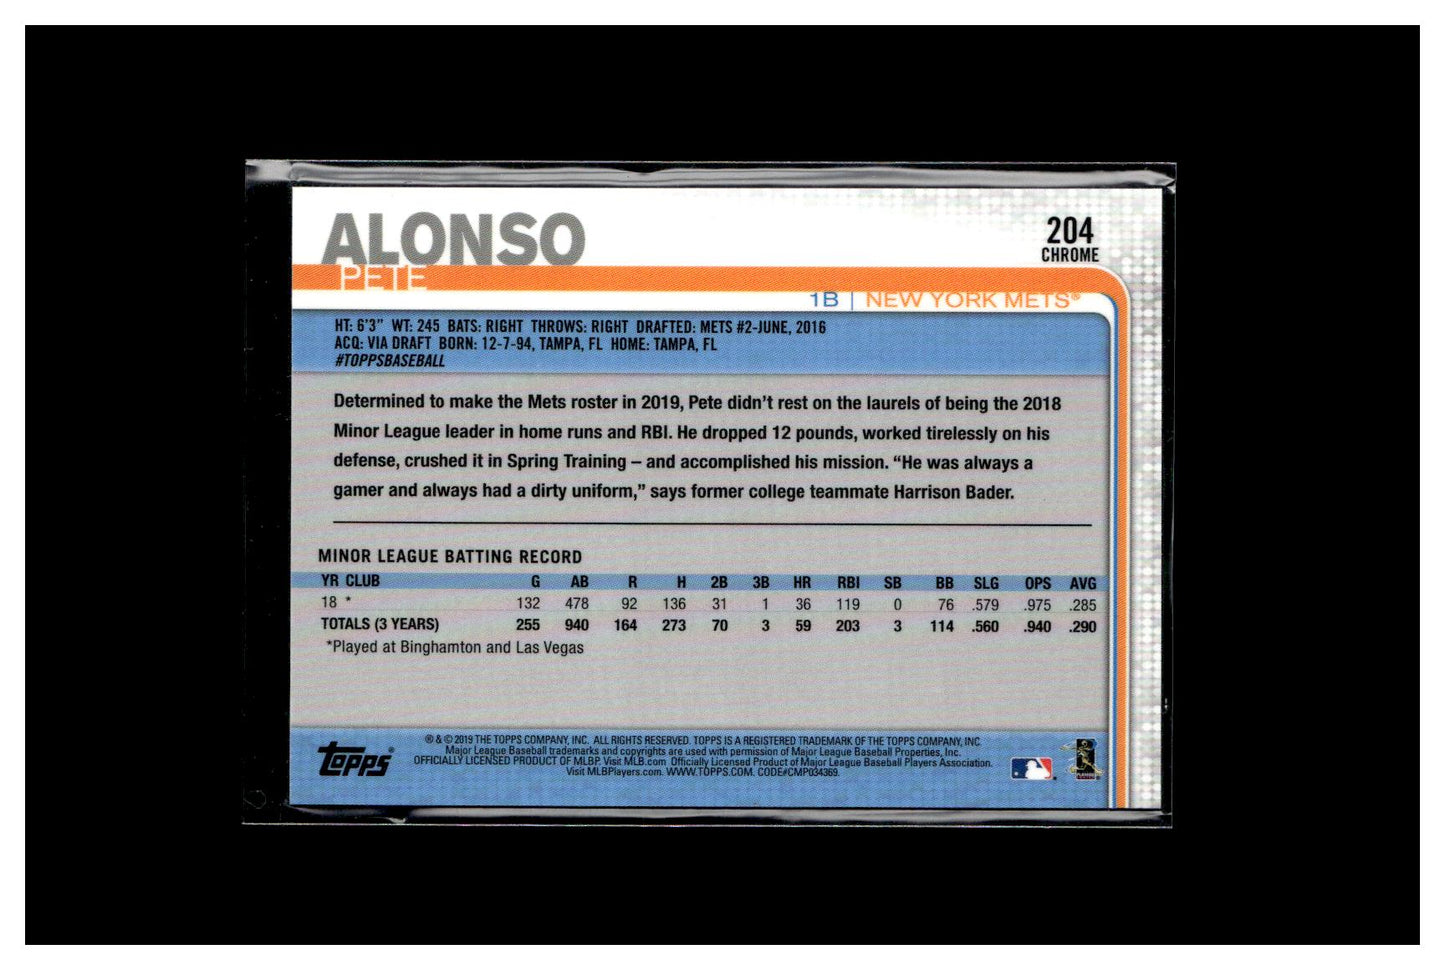 ALONSO
PETE
204
CHROME
1B | NEW YORK METS®
HT: 6'3" WT: 245 BATS: RIGHT THROWS: RIGHT DRAFTED: METS #2-JUNE, 2016
ACQ: VIA DRAFT BORN: 12-7-94, TAMPA, FL HOME: TAMPA, FL
#TOPPSBASEBALL
Determined to make the Mets roster in 2019, Pete didn't rest on the laurels of being the 2018
Minor League leader in home runs and RBI. He dropped 12 pounds, worked tirelessly on his
defense, crushed it in Spring Training – and accomplished his mission. “He was always a
gamer and always had a dirty uniform,” says former college teammate Harrison Bader.
MINOR LEAGUE BATTING RECORD
YR CLUB G AB R H 2B 3B HR RBI SB BB SLG OPS AVG
18 * 132 478 92 136 31 1 36 119 0 76 .579 .975 .285
TOTALS (3 YEARS) 255 940 164 273 70 3 59 203 3 114 .560 .940 .290
*Played at Binghamton and Las Vegas
Topps®
® & © 2019 THE TOPPS COMPANY, INC. ALL RIGHTS RESERVED. TOPPS IS A REGISTERED TRADEMARK OF THE TOPPS COMPANY, INC.
Major League Baseball trademarks and copyrights are used with permission of Major League Baseball Properties, Inc.
OFFICIALLY LICENSED PRODUCT OF MLBP. Visit MLB.com Officially Licensed Product of Major League Baseball Players Association.
Visit MLBPlayers.com. WWW.TOPPS.COM. CODE#CMP034369.